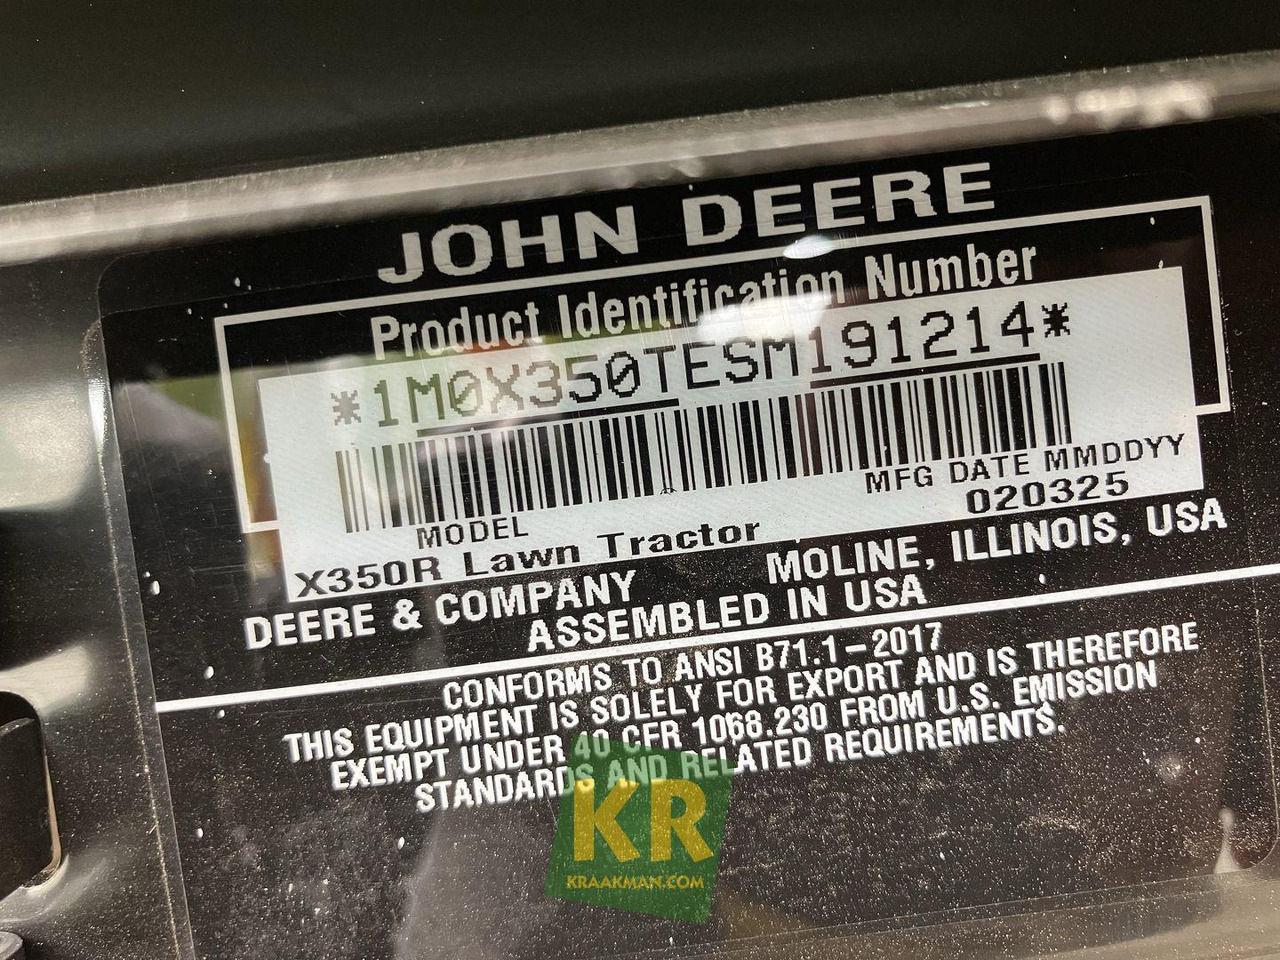 JOHN DEERE
Product Identification Number
*1M0X350TESM191214*
MFG DATE MMDDYY
MODEL 020325
X350R Lawn Tractor
DEERE & COMPANY MOLINE, ILLINOIS, USA
ASSEMBLED IN USA
CONFORMS TO ANSI B71.1-2017
THIS EQUIPMENT IS SOLELY FOR EXPORT AND IS THEREFORE
EXEMPT UNDER 40 CFR 1068.230 FROM U.S. EMISSION
STANDARDS AND RELATED REQUIREMENTS.
KR
KRAAKMAN.COM